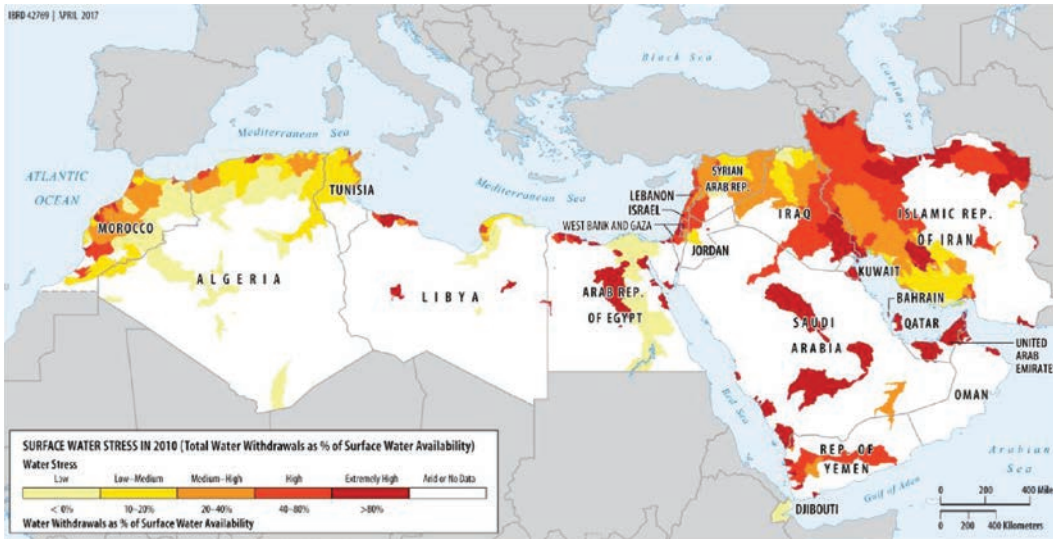 IBRD 42769 | APRIL 2017
Black Sea
Caspian Sea
Mediterranean Sea
ATLANTIC
OCEAN
TUNISIA
Mediterranean Sea
LEBANON
ISRAEL
WEST BANK AND GAZA
SYRIAN
ARAB REP.
IRAQ
ISLAMIC REP.
OF IRAN
MOROCCO
JORDAN
ALGERIA
LIBYA
ARAB REP.
OF EGYPT
KUWAIT
BAHRAIN
QATAR
SAUDI
ARABIA
UNITED
ARAB
EMIRATE
OMAN
Red Sea
REP. OF
YEMEN
Arabian
Sea
Gulf of Aden
DJIBOUTI
SURFACE WATER STRESS IN 2010 (Total Water Withdrawals as % of Surface Water Availability)
Water Stress
Low Low–Medium Medium–High High Extremely High Arid or No Data
< 0% 10–20% 20–40% 40–80% >80%
Water Withdrawals as % of Surface Water Availability
0 200 400 Mile
0 200 400 Kilometers